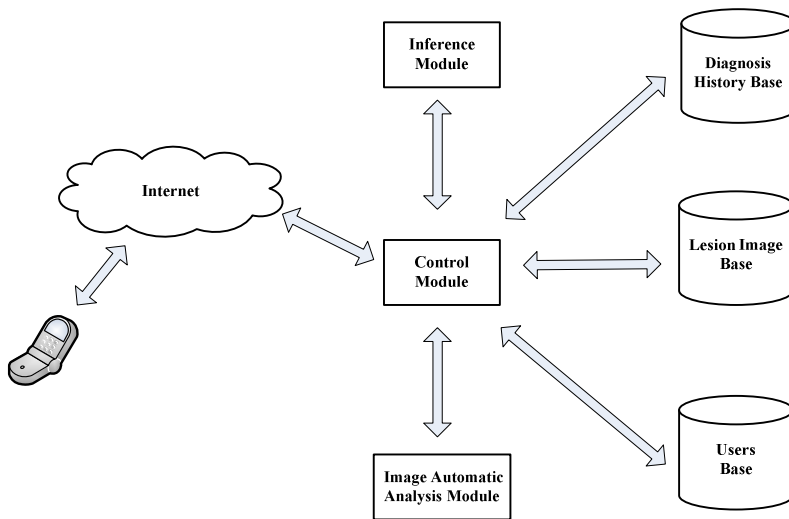 Inference
Module
Diagnosis
History Base
Internet
Control
Module
Lesion Image
Base
Image Automatic
Analysis Module
Users
Base